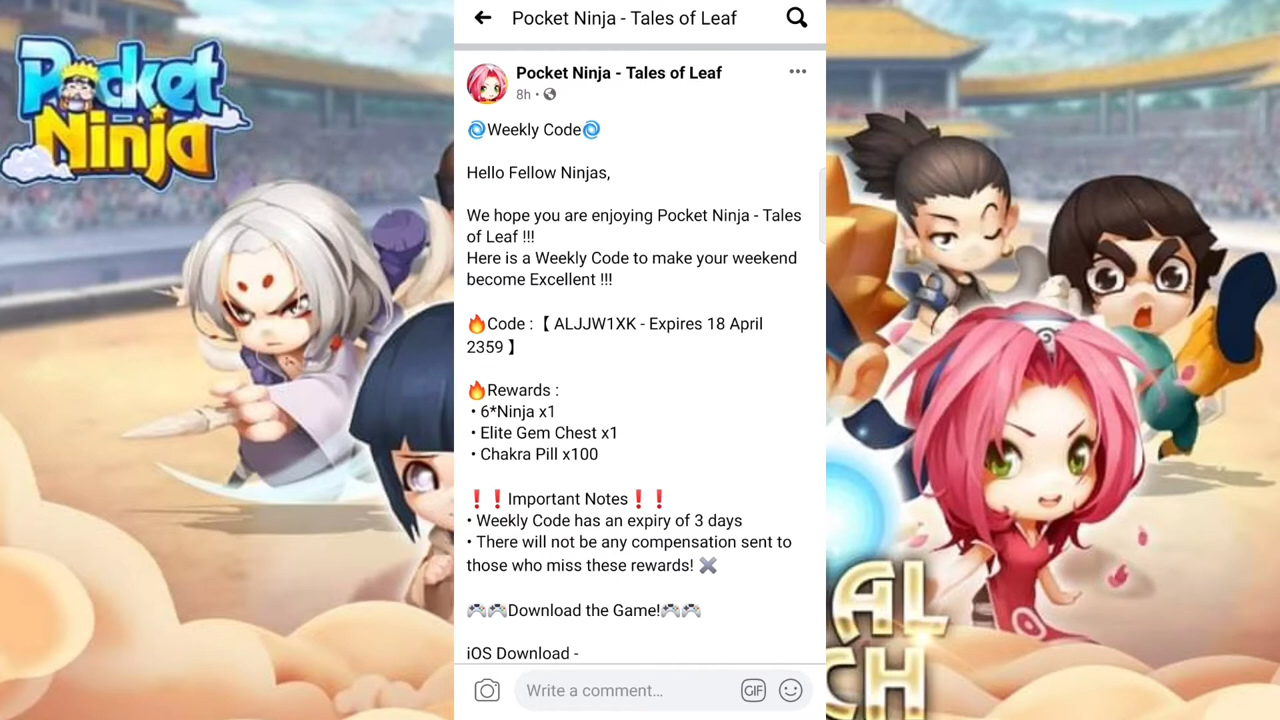 Pocket Ninja
Pocket Ninja - Tales of Leaf
Pocket Ninja - Tales of Leaf
8h
🌀Weekly Code🌀
Hello Fellow Ninjas,
We hope you are enjoying Pocket Ninja - Tales
of Leaf !!!
Here is a Weekly Code to make your weekend
become Excellent !!!
🔥Code :【 ALJJW1XK - Expires 18 April
2359 】
🔥Rewards :
• 6*Ninja x1
• Elite Gem Chest x1
• Chakra Pill x100
❗❗Important Notes❗❗
• Weekly Code has an expiry of 3 days
• There will not be any compensation sent to
those who miss these rewards! ✖️
🎮🎮Download the Game!🎮🎮
iOS Download -
Write a comment...
GIF
AL
CH